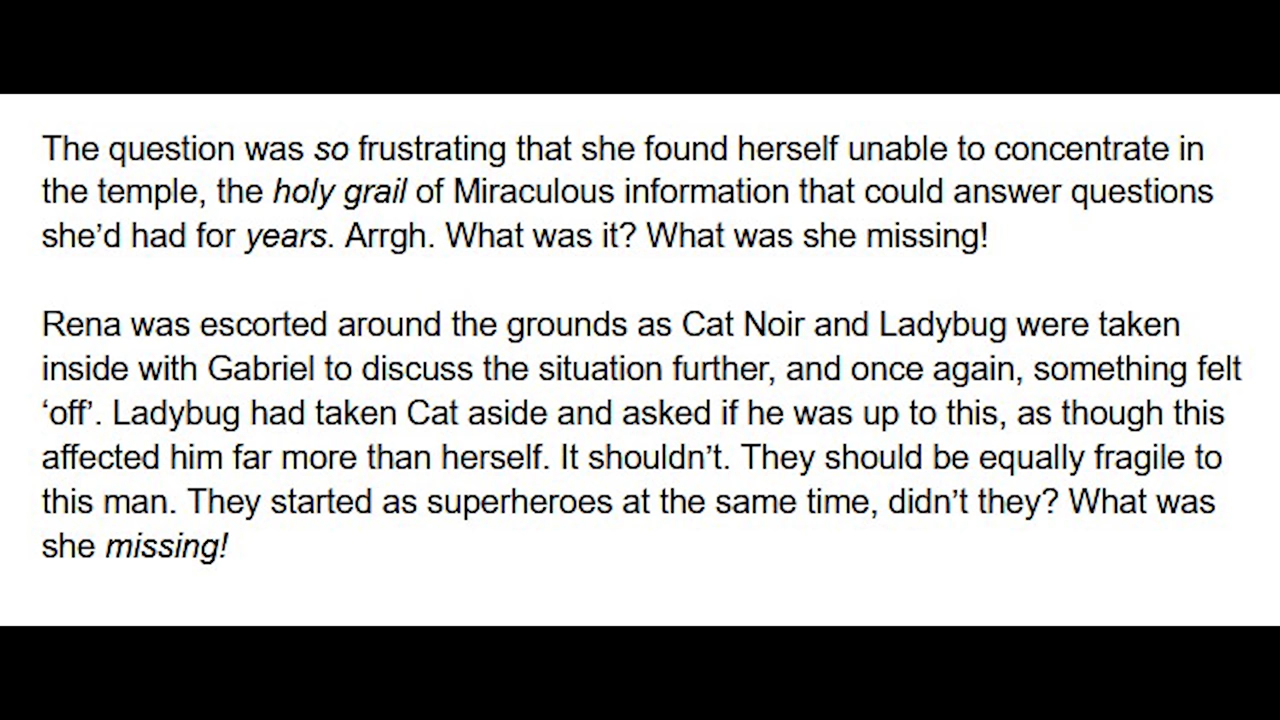 The question was so frustrating that she found herself unable to concentrate in
the temple, the holy grail of Miraculous information that could answer questions
she’d had for years. Arrgh. What was it? What was she missing!
Rena was escorted around the grounds as Cat Noir and Ladybug were taken
inside with Gabriel to discuss the situation further, and once again, something felt
‘off’. Ladybug had taken Cat aside and asked if he was up to this, as though this
affected him far more than herself. It shouldn’t. They should be equally fragile to
this man. They started as superheroes at the same time, didn’t they? What was
she missing!